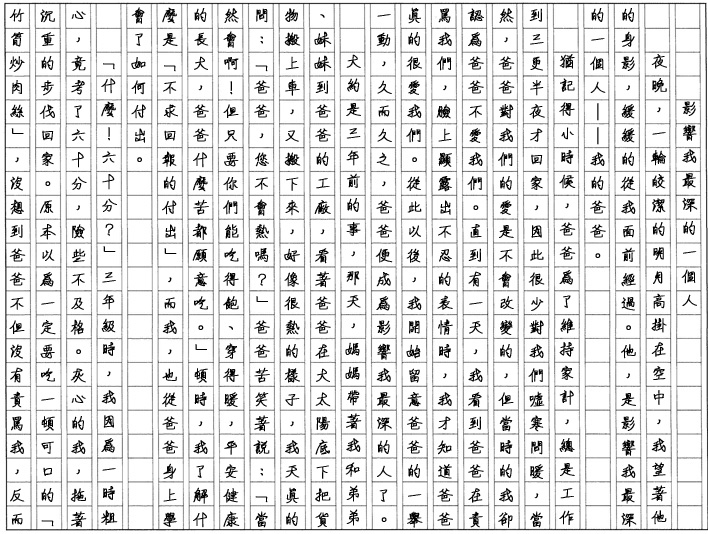 影響我最深的一個人
夜晚，一輪皎潔的明月高掛在空中，我望著他
的身影，緩緩的從我面前經過。他，是影響我最深
的一個人——我的爸爸。
猶記得小時候，爸爸為了維持家計，總是工作
到三更半夜才回家，因此很少對我們噓寒問暖，當
然，爸爸對我們的愛是不會改變的，但當時的我卻
認為爸爸不愛我們。直到有一天，我看到爸爸在責
罵我們，臉上顯露出不忍的表情時，我才知道爸爸
真的很愛我們。從此以後，我開始留意爸爸的一舉
一動，久而久之，爸爸便成為影響我最深的人了。
大約是三年前的事，那天，媽媽帶著我和弟弟
、妹妹到爸爸的工廠，看著爸爸在大太陽底下把貨
物搬上車，又搬下來，好像很熱的樣子，我天真的
問：「爸爸，您不會熱嗎？」爸爸苦笑著說：「當
然會啊！但只要你們能吃得飽、穿得暖，平安健康
的長大，爸爸什麼苦都願意吃。」頓時，我了解什
麼是「不求回報的付出」，而我，也從爸爸身上學
會了如何付出。
「什麼！六十分？」三年級時，我因為一時粗
心，竟考了六十分，險些不及格。灰心的我，拖著
沉重的步伐回家。原本以為一定要吃一頓可口的「
竹筍炒肉絲」，沒想到爸爸不但沒有責罵我，反而